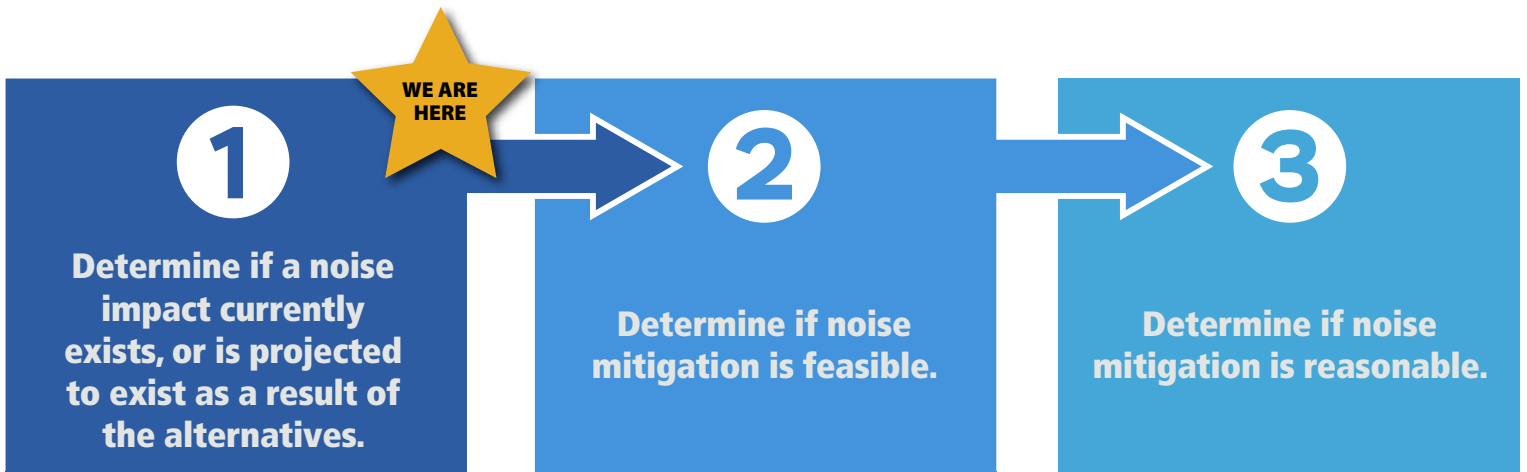 WE ARE
HERE
1
Determine if a noise
impact currently
exists, or is projected
to exist as a result of
the alternatives.
2
Determine if noise
mitigation is feasible.
3
Determine if noise
mitigation is reasonable.